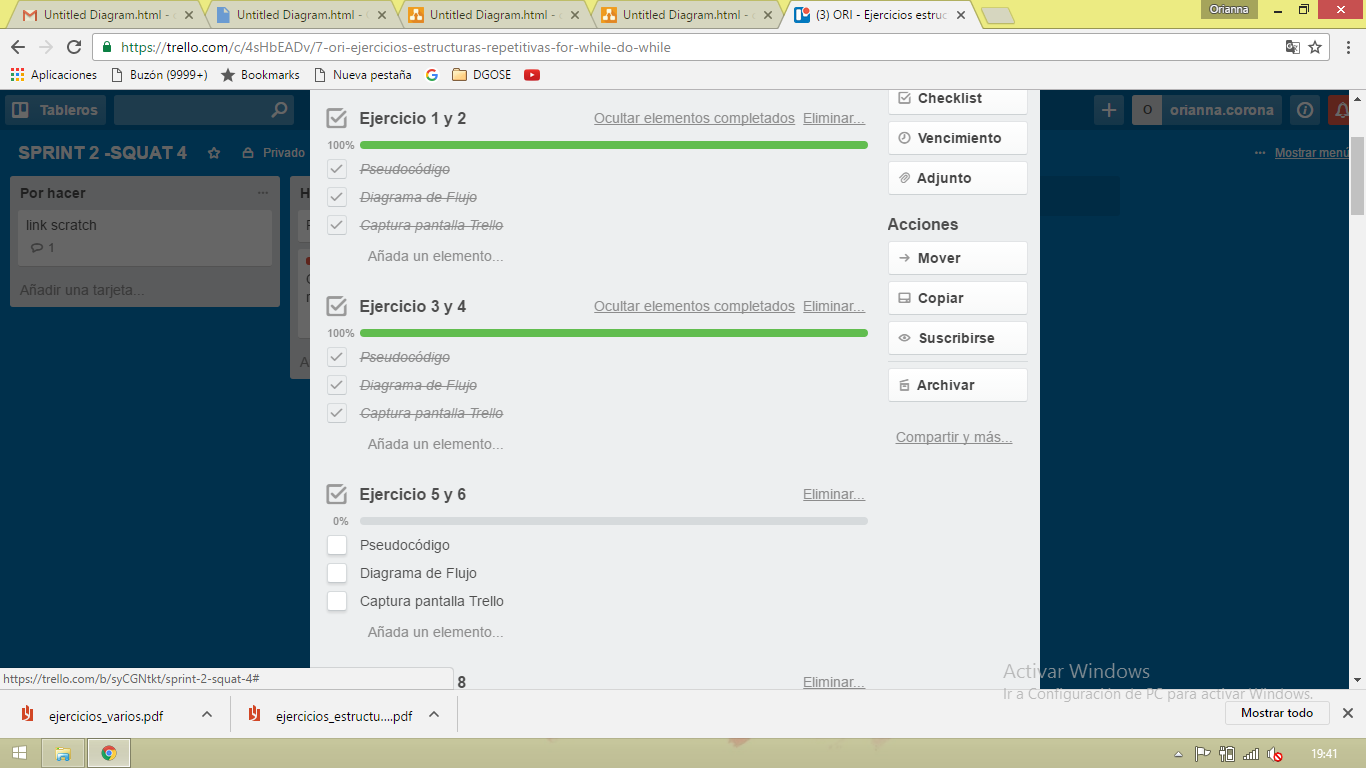 Untitled Diagram.html -
Untitled Diagram.html -
Untitled Diagram.html -
Untitled Diagram.html -
(3) ORI - Ejercicios estruc
Orianna
https://trello.com/c/4sHbEADv/7-ori-ejercicios-estructuras-repetitivas-for-while-do-while
Aplicaciones
Buzón (9999+)
Bookmarks
Nueva pestaña
DGOSE
Tableros
O
orianna.corona
SPRINT 2 -SQUAT 4
Privado
Mostrar menú
Por hacer
link scratch
1
Añadir una tarjeta...
H
Ejercicio 1 y 2
Ocultar elementos completados
Eliminar...
100%
Pseudocódigo
Diagrama de Flujo
Captura pantalla Trello
Añada un elemento...
Ejercicio 3 y 4
Ocultar elementos completados
Eliminar...
100%
Pseudocódigo
Diagrama de Flujo
Captura pantalla Trello
Añada un elemento...
Ejercicio 5 y 6
Eliminar...
0%
Pseudocódigo
Diagrama de Flujo
Captura pantalla Trello
Añada un elemento...
8
Eliminar...
Checklist
Vencimiento
Adjunto
Acciones
Mover
Copiar
Suscribirse
Archivar
Compartir y más...
https://trello.com/b/syCGNtkt/sprint-2-squat-4#
Activar Windows
Ir a Configuración de PC para activar Windows.
ejercicios_varios.pdf
ejercicios_estructu....pdf
Mostrar todo
19:41